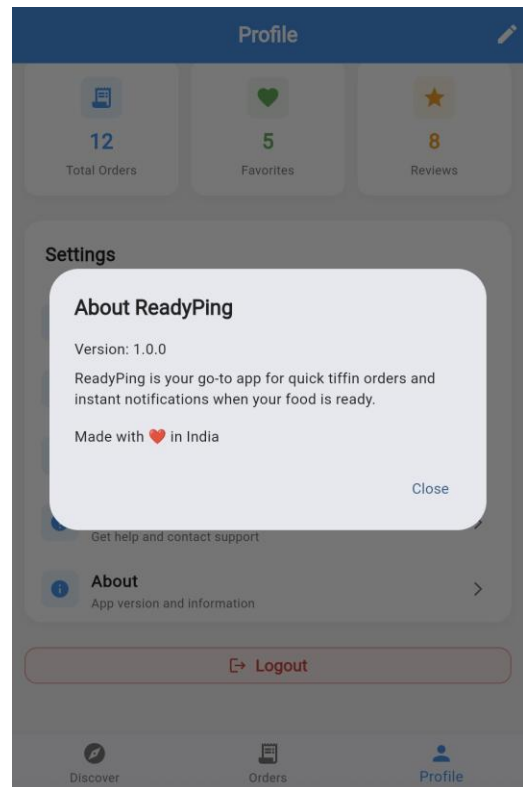 Profile
12
5
8
Total Orders
Favorites
Reviews
Settings
About ReadyPing
Version: 1.0.0
ReadyPing is your go-to app for quick tiffin orders and
instant notifications when your food is ready.
Made with ❤️ in India
Close
Get help and contact support
About
App version and information
Logout
Discover
Orders
Profile